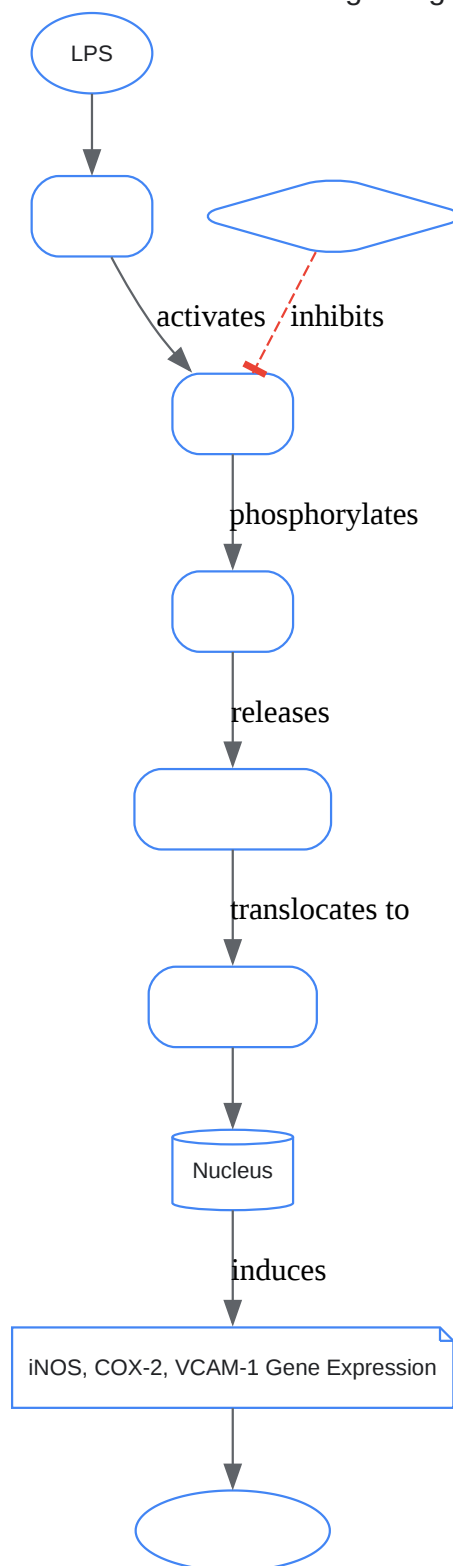 LPS
activates
inhibits
phosphorylates
releases
translocates to
Nucleus
induces
iNOS, COX-2, VCAM-1 Gene Expression